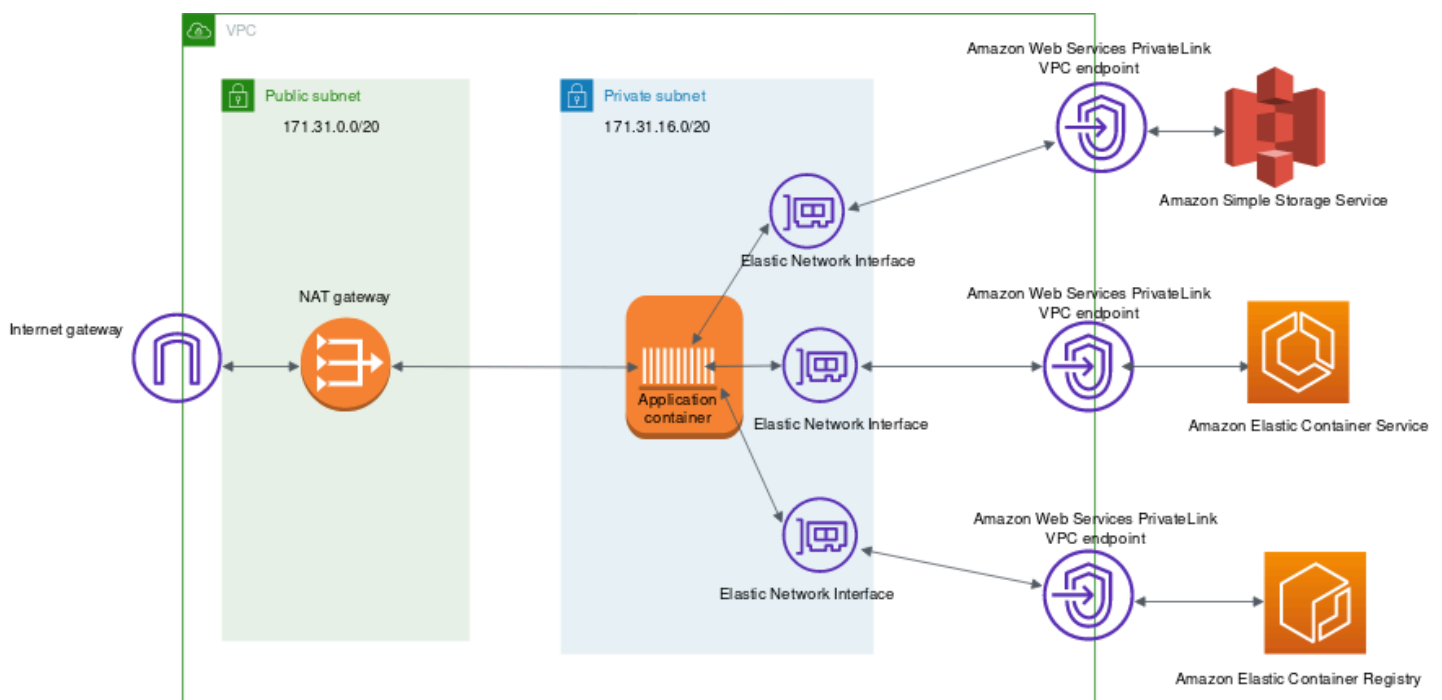 VPC
Public subnet
171.31.0.0/20
Private subnet
171.31.16.0/20
Amazon Web Services PrivateLink
VPC endpoint
Amazon Simple Storage Service
Elastic Network Interface
Internet gateway
NAT gateway
Application
container
Elastic Network Interface
Amazon Web Services PrivateLink
VPC endpoint
Amazon Elastic Container Service
Elastic Network Interface
Amazon Web Services PrivateLink
VPC endpoint
Amazon Elastic Container Registry